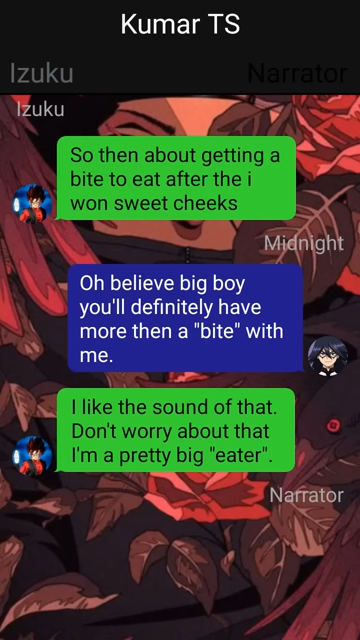 Kumar TS
Izuku
Narrator
Izuku
So then about getting a
bite to eat after the i
won sweet cheeks
Midnight
Oh believe big boy
you'll definitely have
more then a "bite" with
me.
I like the sound of that.
Don't worry about that
I'm a pretty big "eater".
Narrator